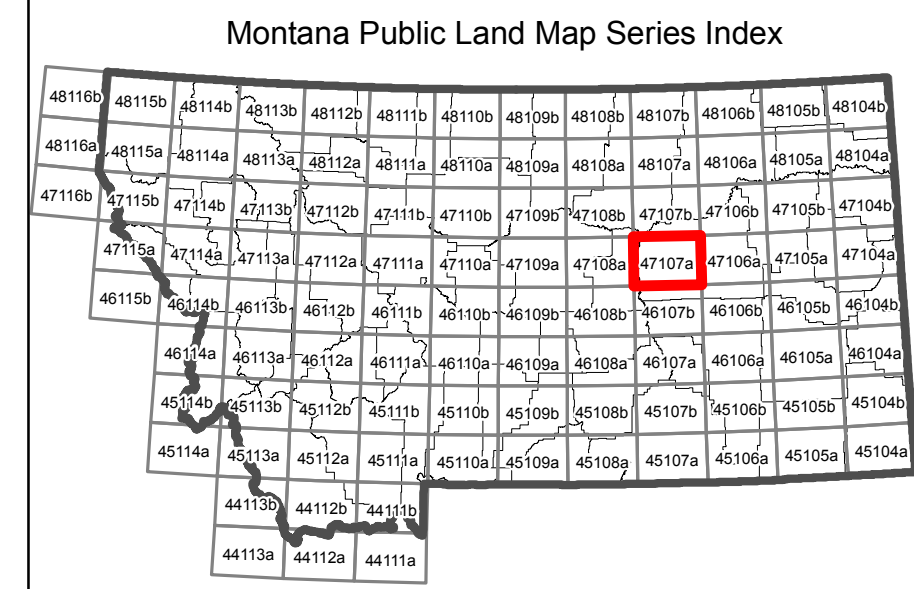 Montana Public Land Map Series Index
48116b 48115b 48114b 48113b 48112b 48111b 48110b 48109b 48108b 48107b 48106b 48105b 48104b
48116a 48115a 48114a 48113a 48112a 48111a 48110a 48109a 48108a 48107a 48106a 48105a 48104a
47116b 47115b 47114b 47113b 47112b 47111b 47110b 47109b 47108b 47107b 47106b 47105b 47104b
47115a 47114a 47113a 47112a 47111a 47110a 47109a 47108a 47107a 47106a 47105a 47104a
46115b 46114b 46113b 46112b 46111b 46110b 46109b 46108b 46107b 46106b 46105b 46104b
46114a 46113a 46112a 46111a 46110a 46109a 46108a 46107a 46106a 46105a 46104a
45114b 45113b 45112b 45111b 45110b 45109b 45108b 45107b 45106b 45105b 45104b
45114a 45113a 45112a 45111a 45110a 45109a 45108a 45107a 45106a 45105a 45104a
44113b 44112b 44111b
44113a 44112a 44111a